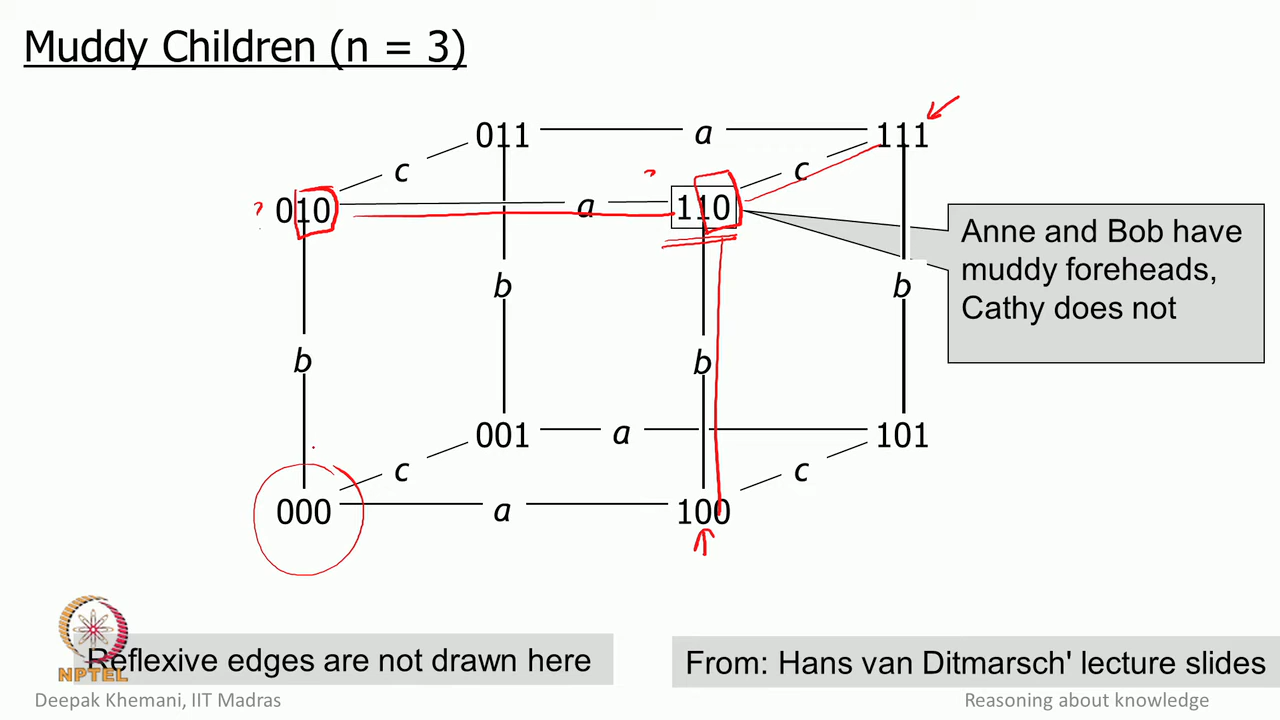 Muddy Children (n = 3)
011 a 111
c c
? ?
010 a 110
Anne and Bob have
muddy foreheads,
Cathy does not
b b
b b
001 a 101
c c
000 a 100
Reflexive edges are not drawn here
NPTEL
From: Hans van Ditmarsch' lecture slides
Deepak Khemani, IIT Madras
Reasoning about knowledge